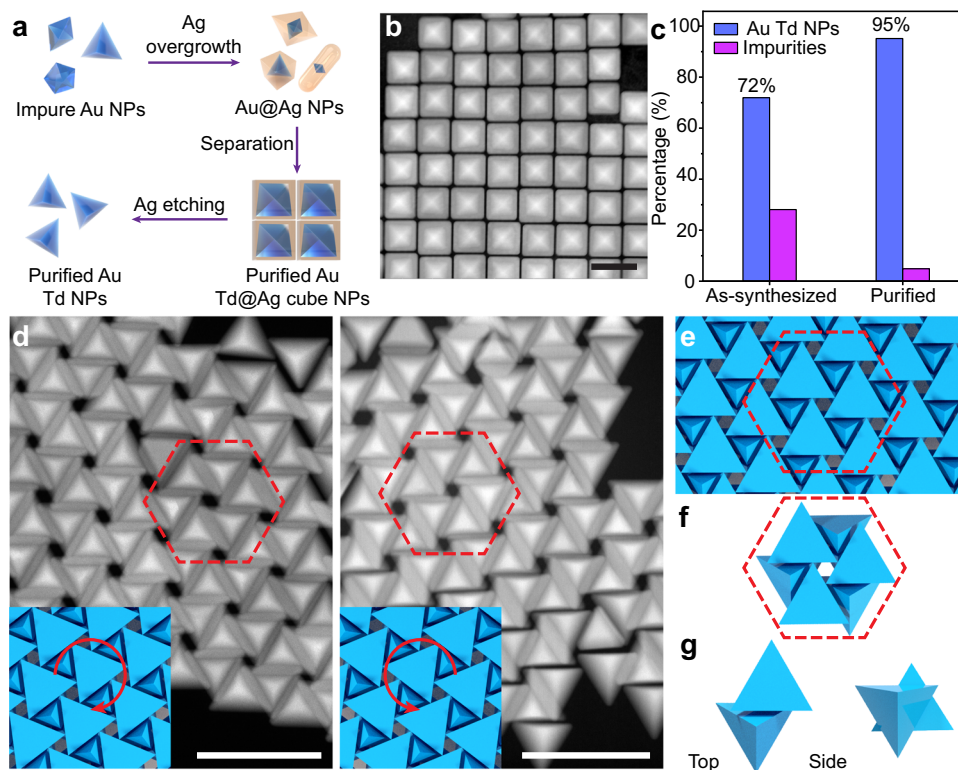 a
Ag
overgrowth
Impure Au NPs
Au@Ag NPs
Separation
Ag etching
Purified Au
Td NPs
Purified Au
Td@Ag cube NPs
b
c
Percentage (%)
100
80
60
40
20
0
Au Td NPs
Impurities
72%
95%
As-synthesized
Purified
d
e
f
g
Top
Side